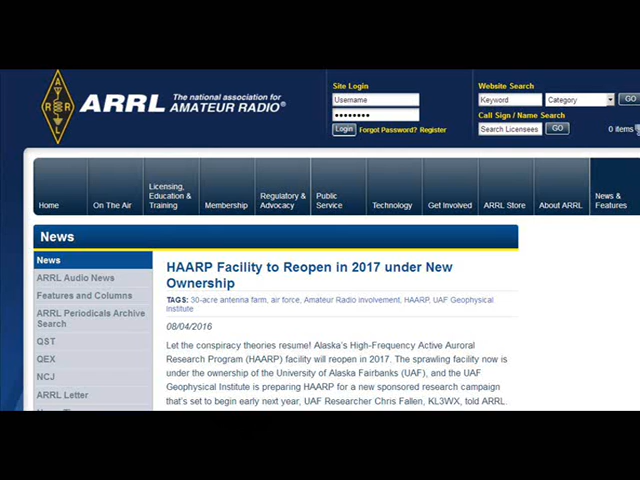 A
R R
L
ARRL The national association for
AMATEUR RADIO®
Site Login
Username
••••••••
Login Forgot Password? Register
Website Search
Keyword Category GO
Call Sign / Name Search
Search Licensees GO
0 items
Home
On The Air
Licensing,
Education &
Training
Membership
Regulatory &
Advocacy
Public
Service
Technology
Get Involved
ARRL Store
About ARRL
News &
Features
News
News
ARRL Audio News
Features and Columns
ARRL Periodicals Archive
Search
QST
QEX
NCJ
ARRL Letter
HAARP Facility to Reopen in 2017 under New
Ownership
TAGS: 30-acre antenna farm, air force, Amateur Radio involvement, HAARP, UAF Geophysical
Institute
08/04/2016
Let the conspiracy theories resume! Alaska's High-Frequency Active Auroral
Research Program (HAARP) facility will reopen in 2017. The sprawling facility now is
under the ownership of the University of Alaska Fairbanks (UAF), and the UAF
Geophysical Institute is preparing HAARP for a new sponsored research campaign
that's set to begin early next year, UAF Researcher Chris Fallen, KL3WX, told ARRL.